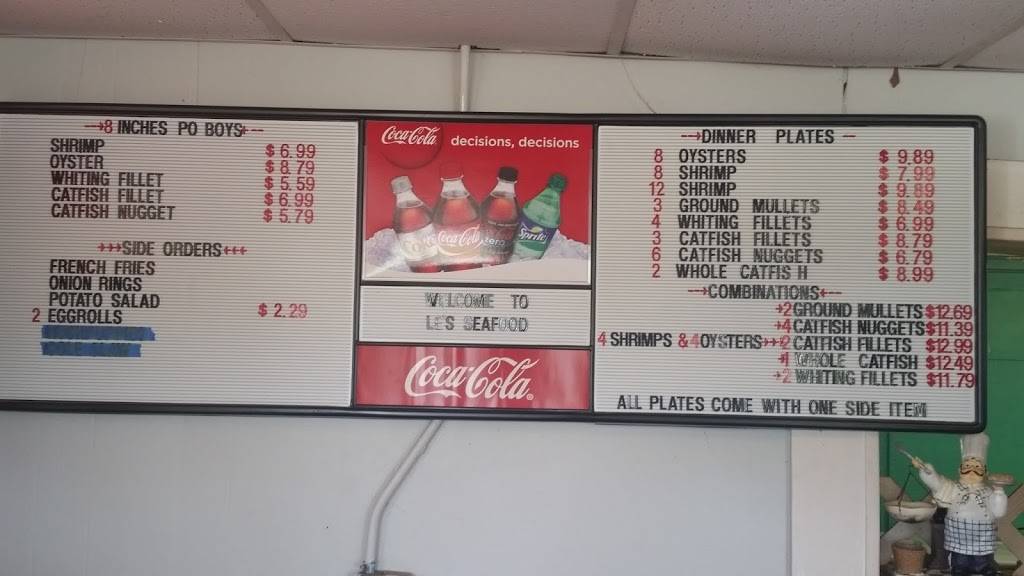 8 INCHES PO BOYS
SHRIMP $ 6.99
OYSTER $ 8.79
WHITING FILLET $ 5.59
CATFISH FILLET $ 6.99
CATFISH NUGGET $ 5.79
SIDE ORDERS
FRENCH FRIES
ONION RINGS
POTATO SALAD
2 EGGROLLS $ 2.29
Coca-Cola decisions, decisions
Coca-Cola zero Sprite
WELCOME TO
LE'S SEAFOOD
Coca-Cola
DINNER PLATES
8 OYSTERS $ 9.89
8 SHRIMP $ 7.99
12 SHRIMP $ 9.89
3 GROUND MULLETS $ 8.49
4 WHITING FILLETS $ 6.99
3 CATFISH FILLETS $ 8.79
6 CATFISH NUGGETS $ 6.79
2 WHOLE CATFIS H $ 8.99
COMBINATIONS
+2 GROUND MULLETS $12.69
+4 CATFISH NUGGETS $11.39
4 SHRIMPS & 4 OYSTERS +2 CATFISH FILLETS $12.99
+1 WHOLE CATFISH $12.49
+2 WHITING FILLETS $11.79
ALL PLATES COME WITH ONE SIDE ITEM